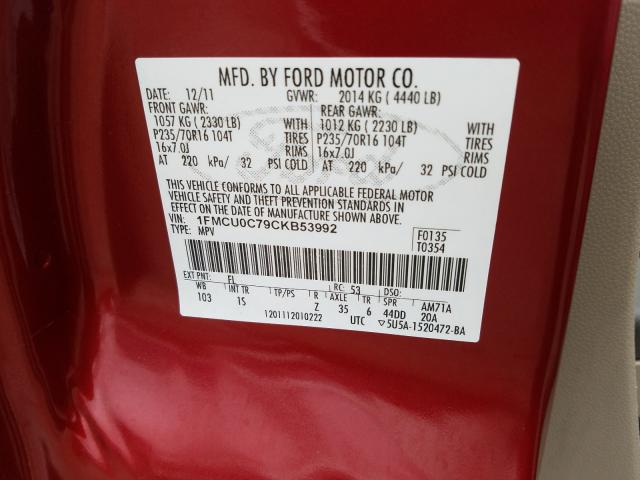 MFD. BY FORD MOTOR CO.
DATE: 12/11 GVWR: 2014 KG ( 4440 LB)
FRONT GAWR: REAR GAWR:
1057 KG ( 2330 LB) WITH 1012 KG ( 2230 LB) WITH
P235/70R16 104T TIRES P235/70R16 104T TIRES
16x7.0J RIMS 16x7.0J RIMS
AT 220 kPa/ 32 PSI COLD AT 220 kPa/ 32 PSI COLD
THIS VEHICLE CONFORMS TO ALL APPLICABLE FEDERAL MOTOR
VEHICLE SAFETY AND THEFT PREVENTION STANDARDS IN
EFFECT ON THE DATE OF MANUFACTURE SHOWN ABOVE.
VIN: 1FMCU0C79CKB53992
TYPE: MPV
F0135
T0354
EXT PNT: FL RC: 53 DSO:
WB INT TR TP/PS R AXLE TR SPR AM71A
103 1S Z 35 6 44DD 20A
1201112010222 UTC ▽5U5A-1520472-BA
Ford